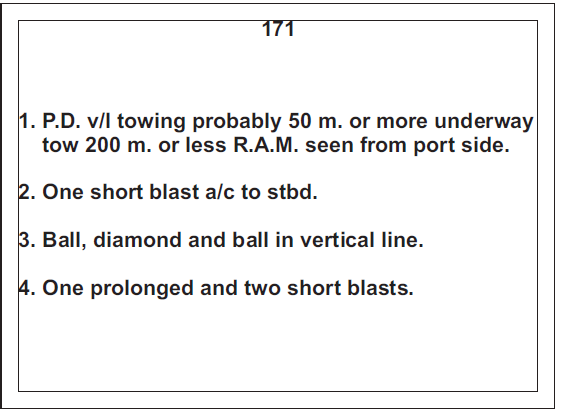 171
1. P.D. v/l towing probably 50 m. or more underway
tow 200 m. or less R.A.M. seen from port side.
2. One short blast a/c to stbd.
3. Ball, diamond and ball in vertical line.
4. One prolonged and two short blasts.